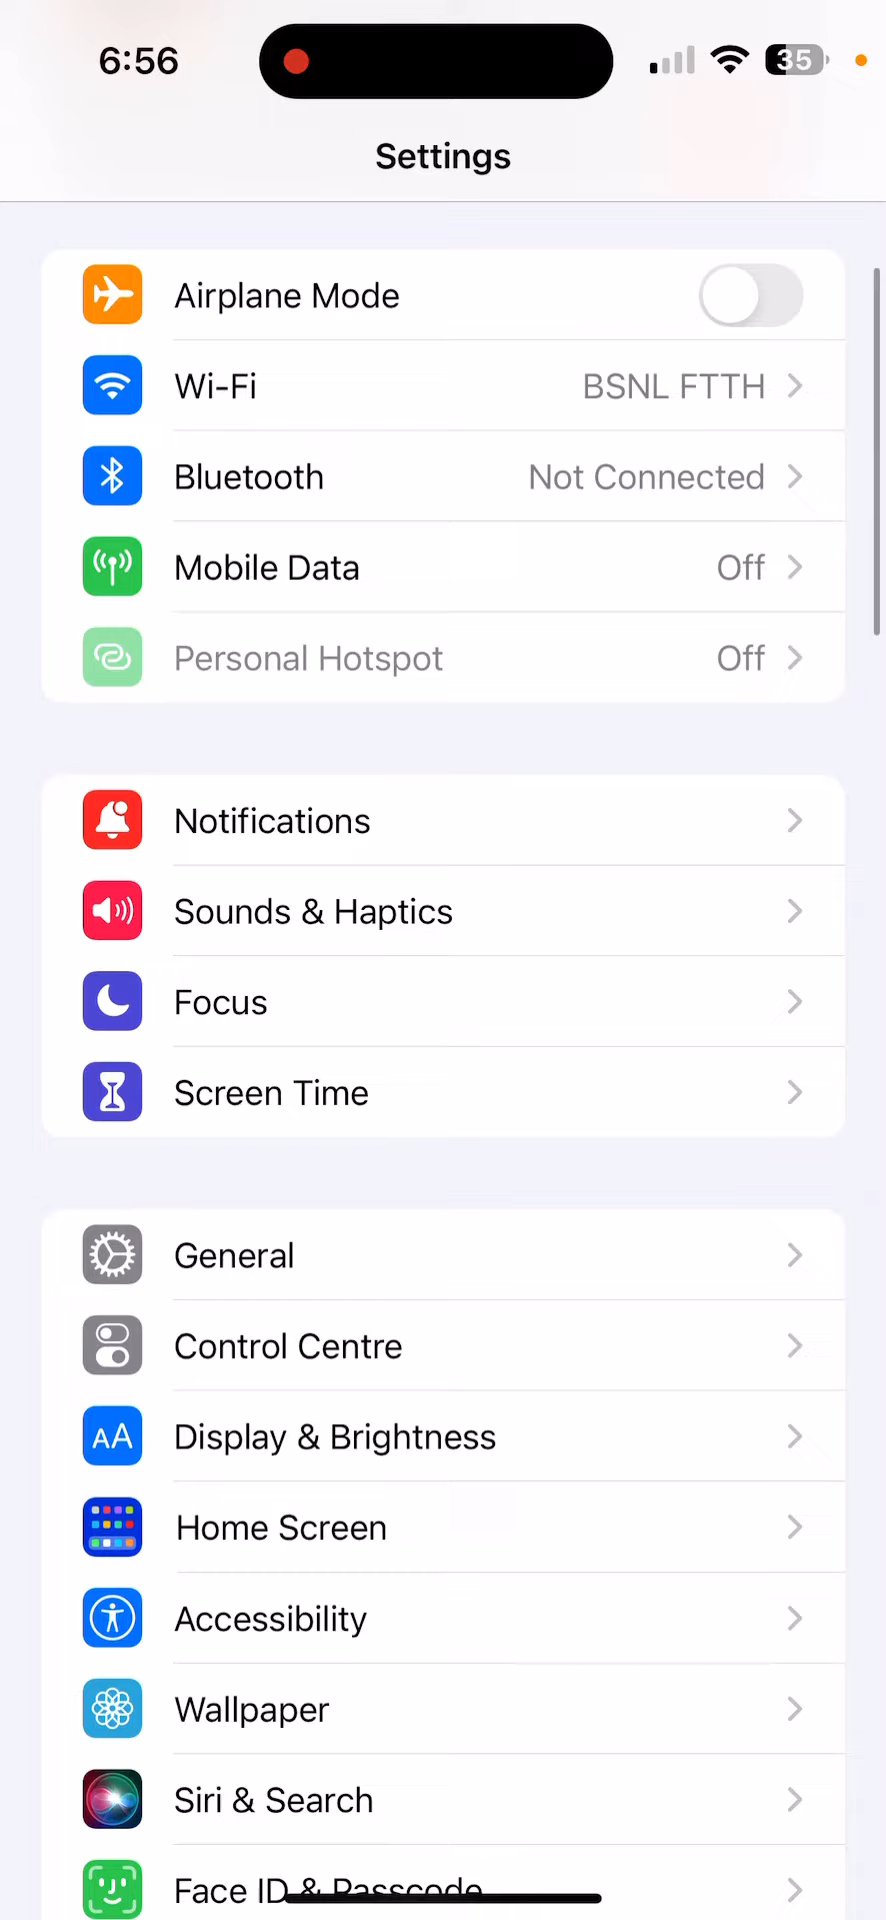 6:56
35
Settings
Airplane Mode
Wi-Fi BSNL FTTH
Bluetooth Not Connected
Mobile Data Off
Personal Hotspot Off
Notifications
Sounds & Haptics
Focus
Screen Time
General
Control Centre
AA Display & Brightness
Home Screen
Accessibility
Wallpaper
Siri & Search
Face ID & Passcode